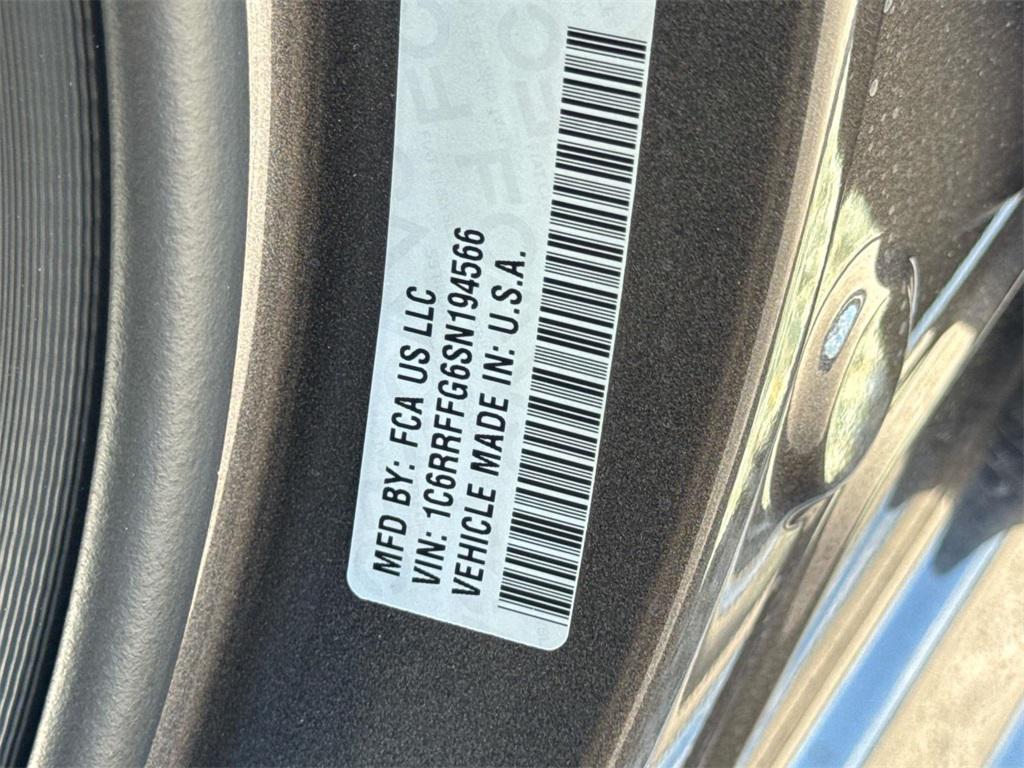 MFD BY: FCA US LLC
VIN: 1C6RRFFG6SN194566
VEHICLE MADE IN: U.S.A.